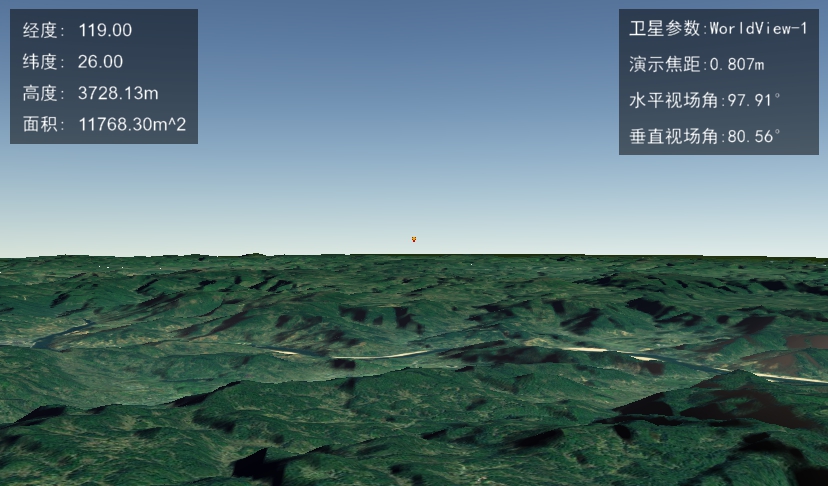 经度: 119.00
纬度: 26.00
高度: 3728.13m
面积: 11768.30m^2
卫星参数:WorldView-1
演示焦距:0.807m
水平视场角:97.91°
垂直视场角:80.56°